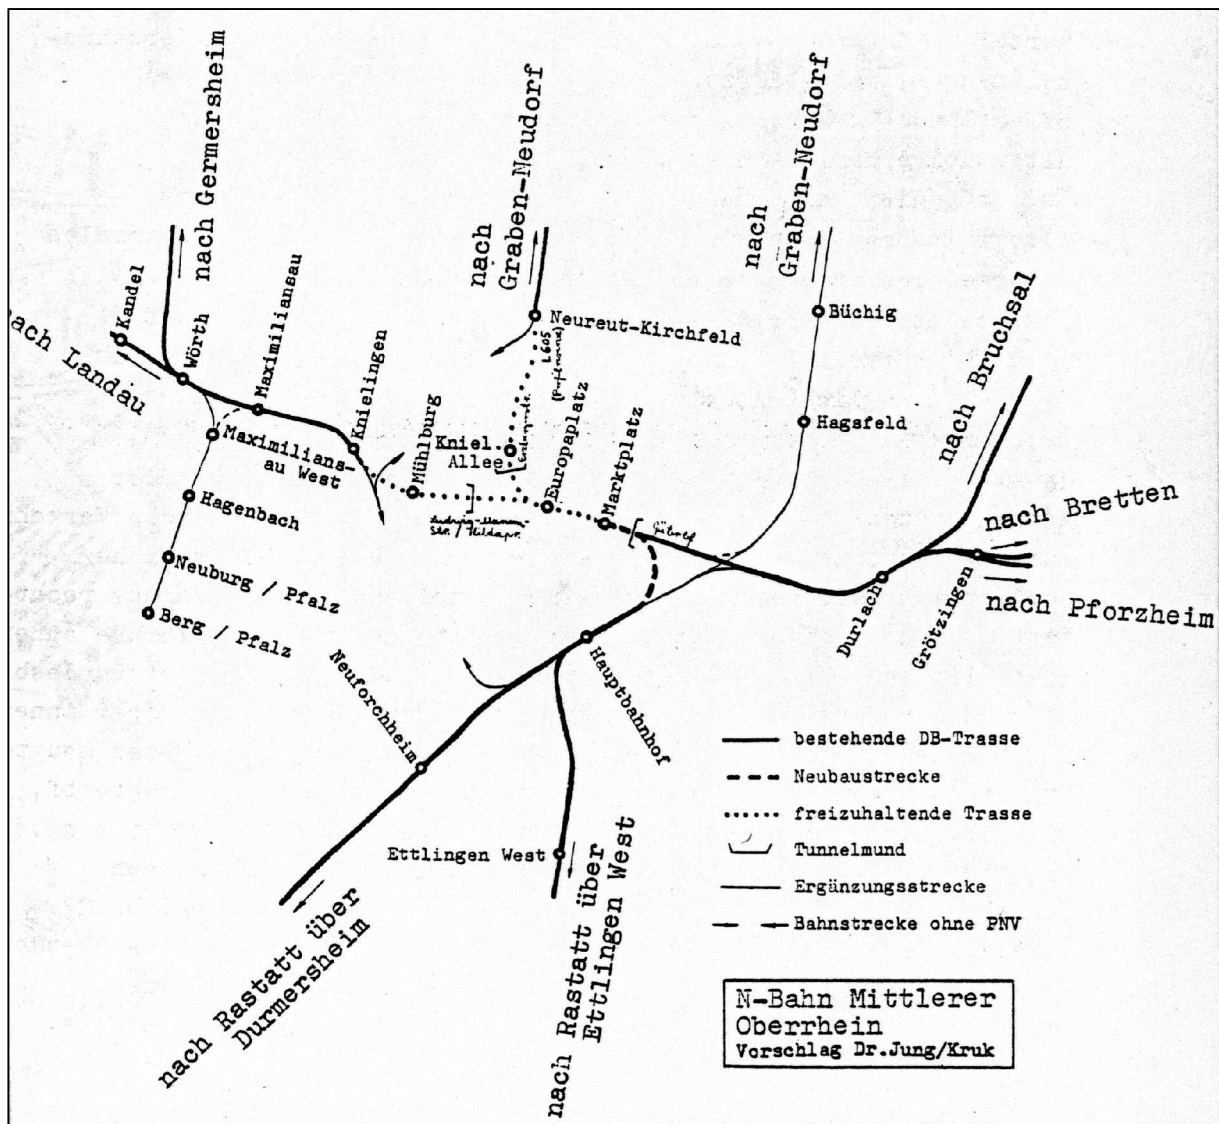 nach Germersheim
nach
Graben-Neudorf
nach
Graben-Neudorf
nach Bruchsal
Kandel
Wörth
Maximiliansau
nach Landau
Knielingen
Mühlburg
Neureut-Kirchfeld
L605
Büchig
Hagsfeld
Kniel.
Allee
Europaplatz
Marktplatz
Maximilians-
au West
Hagenbach
Neuburg / Pfalz
Berg / Pfalz
nach Bretten
nach Pforzheim
Durlach
Grötzingen
Neuforchheim
Hauptbahnhof
Ettlingen West
nach Rastatt über
Durmersheim
nach Rastatt über
Ettlingen West
bestehende DB-Trasse
Neubaustrecke
freizuhaltende Trasse
Tunnelmund
Ergänzungsstrecke
Bahnstrecke ohne PNV
N-Bahn Mittlerer
Oberrhein
Vorschlag Dr.Jung/Kruk